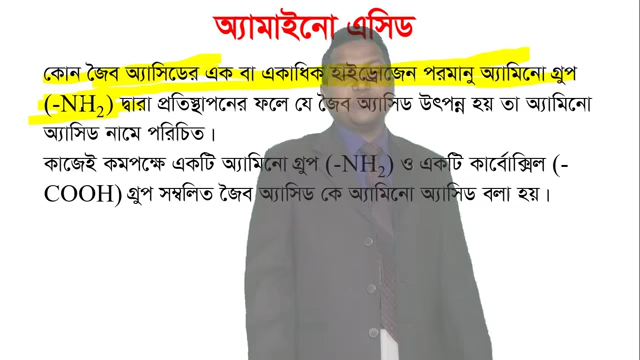 অ্যামাইনো এসিড
কোন জৈব অ্যাসিডের এক বা একাধিক হাইড্রোজেন পরমানু অ্যামিনো গ্রুপ
(-NH₂) দ্বারা প্রতিস্থাপনের ফলে যে জৈব অ্যাসিড উৎপন্ন হয় তা অ্যামিনো
অ্যাসিড নামে পরিচিত।
কাজেই কমপক্ষে একটি অ্যামিনো গ্রুপ (-NH₂) ও একটি কার্বোক্সিল (-
COOH) গ্রুপ সম্বলিত জৈব অ্যাসিড কে অ্যামিনো অ্যাসিড বলা হয়।